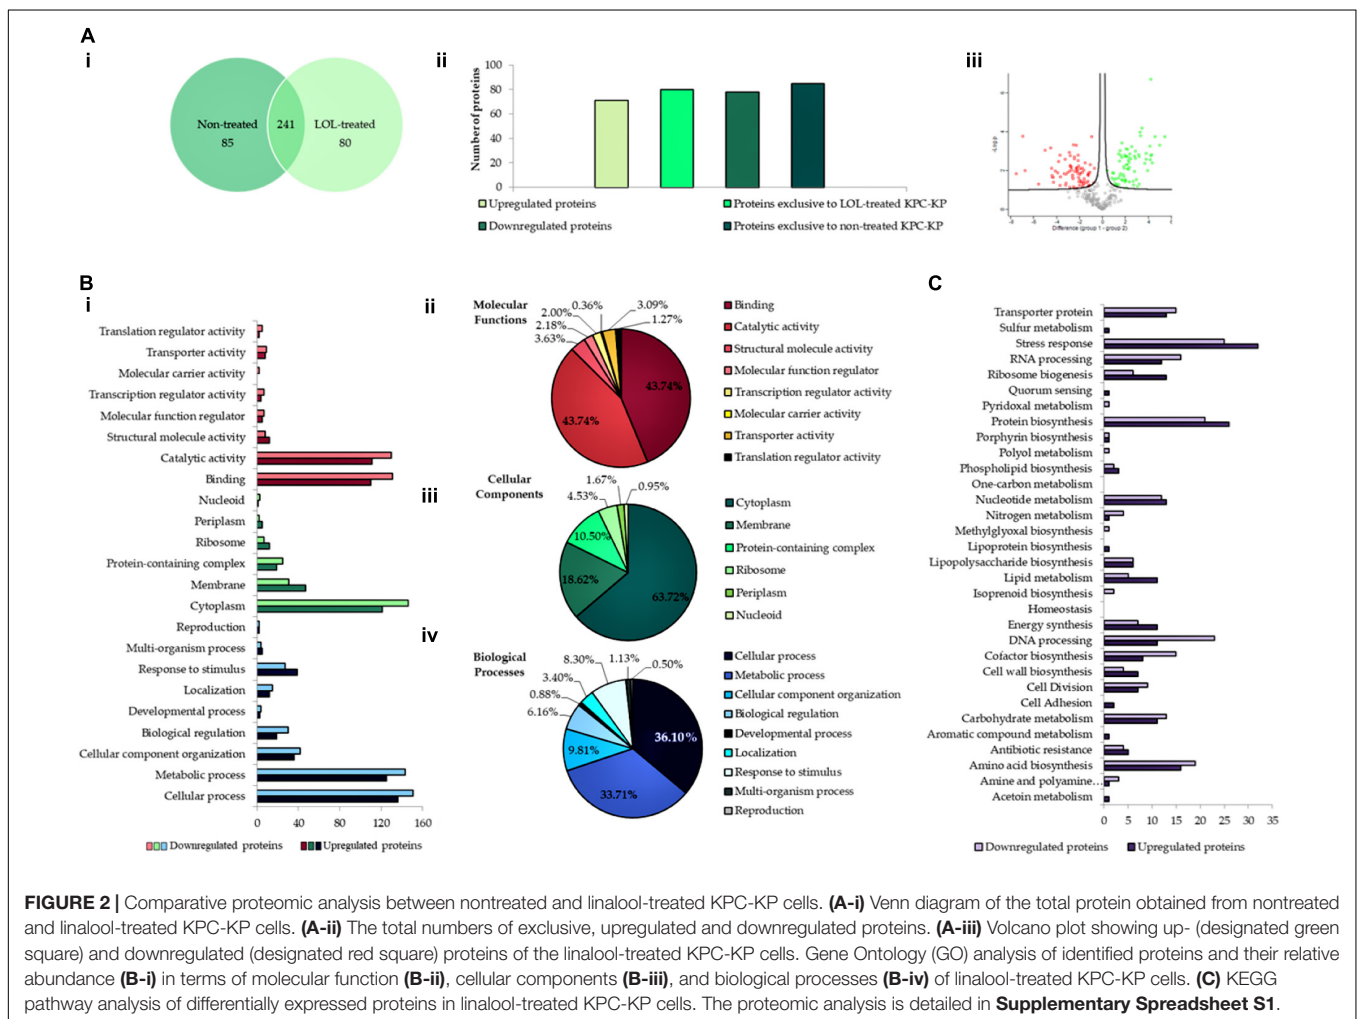 A
i
Non-treated
85
241
LOL-treated
80
ii
Number of proteins
100
80
60
40
20
0
Upregulated proteins
Proteins exclusive to LOL-treated KPC-KP
Downregulated proteins
Proteins exclusive to non-treated KPC-KP
iii
-Log p
6
4
2
0
-8 -6 -4 -2 0 2 4 6
Difference (group 1 - group 2)
B
i
Translation regulator activity
Transporter activity
Molecular carrier activity
Transcription regulator activity
Molecular function regulator
Structural molecule activity
Catalytic activity
Binding
Nucleoid
Periplasm
Ribosome
Protein-containing complex
Membrane
Cytoplasm
Reproduction
Multi-organism process
Response to stimulus
Localization
Developmental process
Biological regulation
Cellular component organization
Metabolic process
Cellular process
0 40 80 120 160
Downregulated proteins
Upregulated proteins
ii
Molecular
Functions
3.63%
2.18%
2.00%
0.36%
3.09%
1.27%
43.74%
43.74%
Binding
Catalytic activity
Structural molecule activity
Molecular function regulator
Transcription regulator activity
Molecular carrier activity
Transporter activity
Translation regulator activity
iii
Cellular
Components
1.67%
4.53%
0.95%
10.50%
18.62%
63.72%
Cytoplasm
Membrane
Protein-containing complex
Ribosome
Periplasm
Nucleoid
iv
Biological
Processes
8.30%
1.13%
0.50%
3.40%
0.88%
6.16%
9.81%
36.10%
33.71%
Cellular process
Metabolic process
Cellular component organization
Biological regulation
Developmental process
Localization
Response to stimulus
Multi-organism process
Reproduction
C
Transporter protein
Sulfur metabolism
Stress response
RNA processing
Ribosome biogenesis
Quorum sensing
Pyridoxal metabolism
Protein biosynthesis
Porphyrin biosynthesis
Polyol metabolism
Phospholipid biosynthesis
One-carbon metabolism
Nucleotide metabolism
Nitrogen metabolism
Methylglyoxal biosynthesis
Lipoprotein biosynthesis
Lipopolysaccharide biosynthesis
Lipid metabolism
Isoprenoid biosynthesis
Homeostasis
Energy synthesis
DNA processing
Cofactor biosynthesis
Cell wall biosynthesis
Cell Division
Cell Adhesion
Carbohydrate metabolism
Aromatic compound metabolism
Antibiotic resistance
Amino acid biosynthesis
Amine and polyamine...
Acetoin metabolism
0 5 10 15 20 25 30 35
Downregulated proteins
Upregulated proteins
FIGURE 2 | Comparative proteomic analysis between nontreated and linalool-treated KPC-KP cells. (A-i) Venn diagram of the total protein obtained from nontreated
and linalool-treated KPC-KP cells. (A-ii) The total numbers of exclusive, upregulated and downregulated proteins. (A-iii) Volcano plot showing up- (designated green
square) and downregulated (designated red square) proteins of the linalool-treated KPC-KP cells. Gene Ontology (GO) analysis of identified proteins and their relative
abundance (B-i) in terms of molecular function (B-ii), cellular components (B-iii), and biological processes (B-iv) of linalool-treated KPC-KP cells. (C) KEGG
pathway analysis of differentially expressed proteins in linalool-treated KPC-KP cells. The proteomic analysis is detailed in Supplementary Spreadsheet S1.